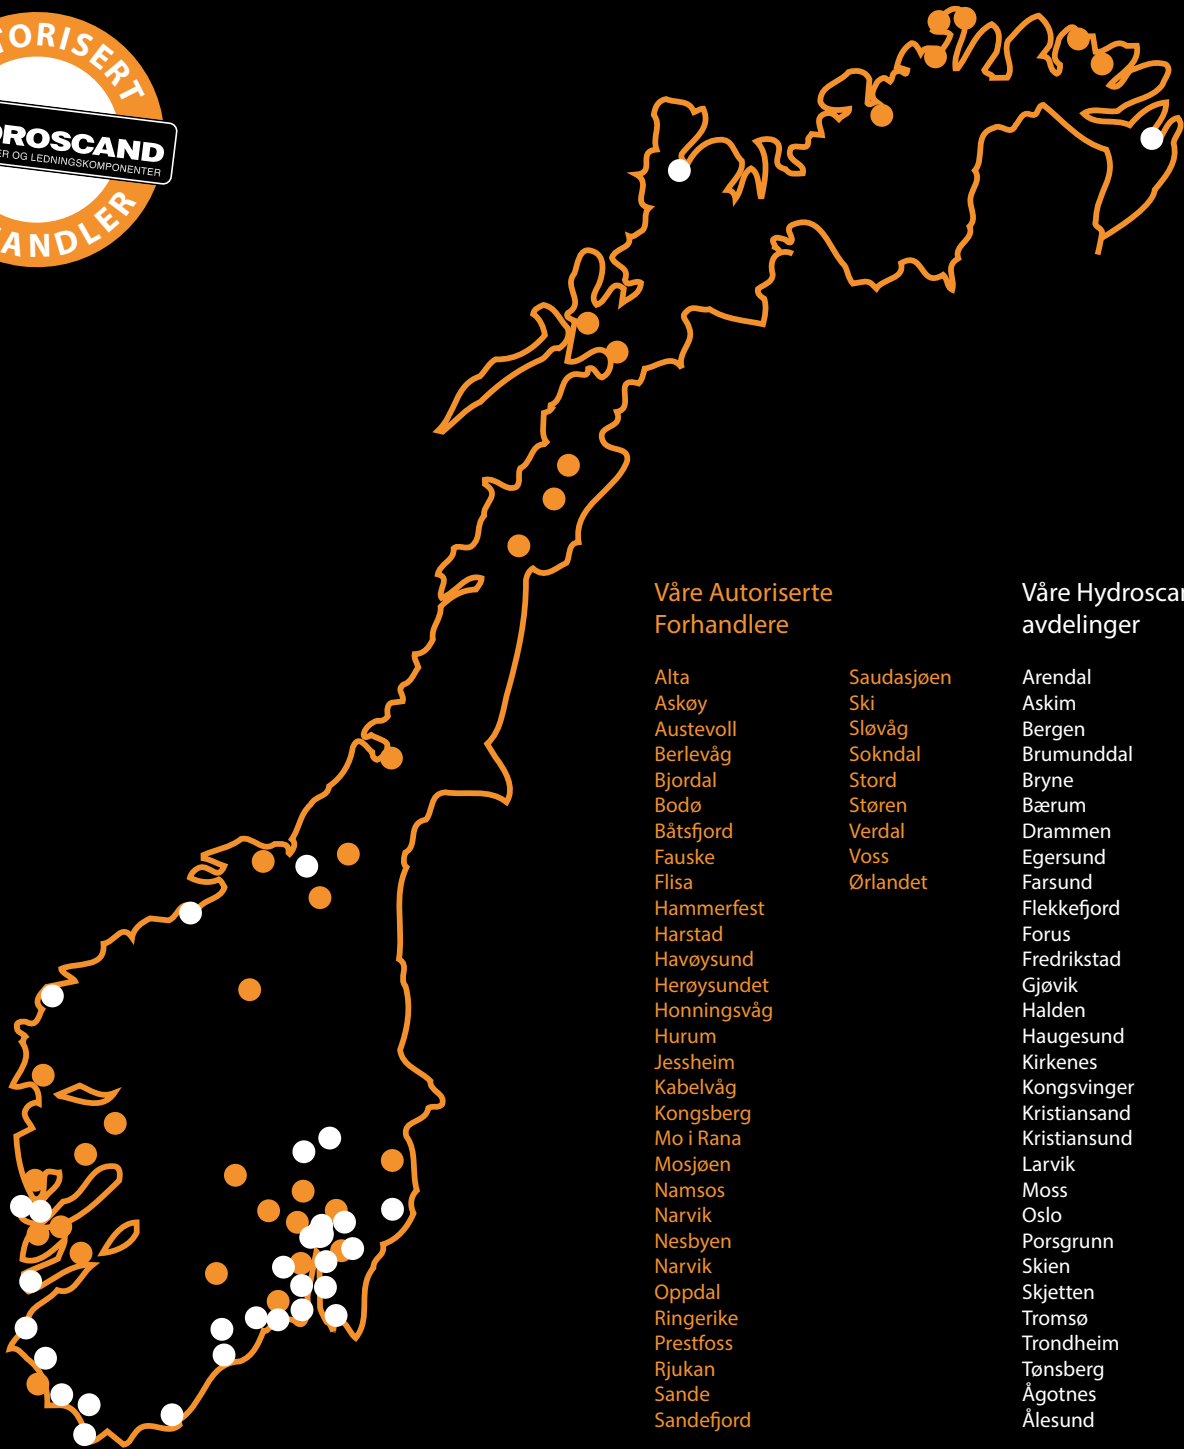 TORISERT
DROSCAND
ER OG LEDNINGSKOMPONENTER
HANDLER
Våre Autoriserte
Forhandlere
Alta
Askøy
Austevoll
Berlevåg
Bjordal
Bodø
Båtsfjord
Fauske
Flisa
Hammerfest
Harstad
Havøysund
Herøysundet
Honningsvåg
Hurum
Jessheim
Kabelvåg
Kongsberg
Mo i Rana
Mosjøen
Namsos
Narvik
Nesbyen
Narvik
Oppdal
Ringerike
Prestfoss
Rjukan
Sande
Sandefjord
Saudasjøen
Ski
Sløvåg
Sokndal
Stord
Støren
Verdal
Voss
Ørlandet
Våre Hydroscan
avdelinger
Arendal
Askim
Bergen
Brumunddal
Bryne
Bærum
Drammen
Egersund
Farsund
Flekkefjord
Forus
Fredrikstad
Gjøvik
Halden
Haugesund
Kirkenes
Kongsvinger
Kristiansand
Kristiansund
Larvik
Moss
Oslo
Porsgrunn
Skien
Skjetten
Tromsø
Trondheim
Tønsberg
Ågotnes
Ålesund